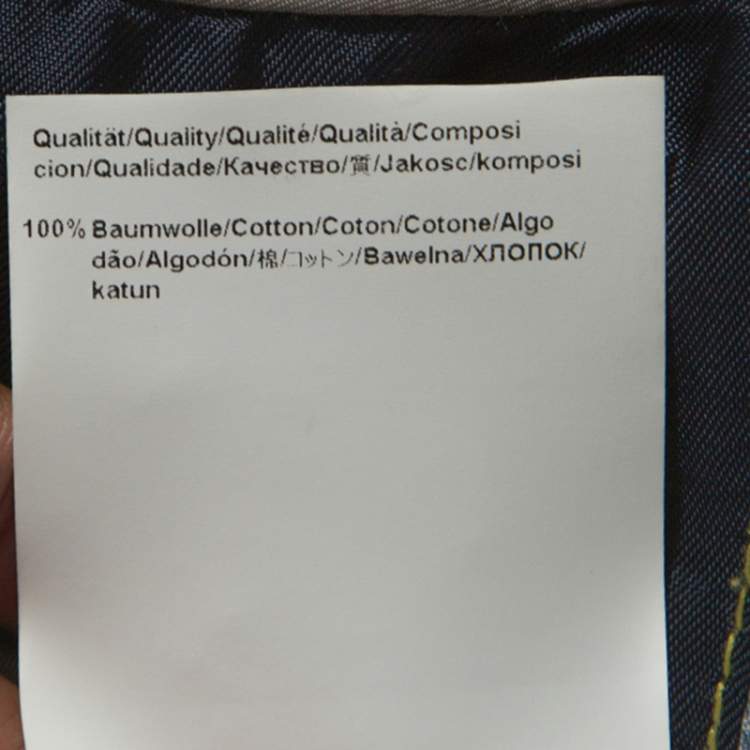 Qualität/Quality/Qualité/Qualità/Composi
cion/Qualidade/Качество/質/Jakosc/komposi
100% Baumwolle/Cotton/Coton/Cotone/Algo
dão/Algodón/棉/コットン/Bawelna/ХЛОПОК/
katun